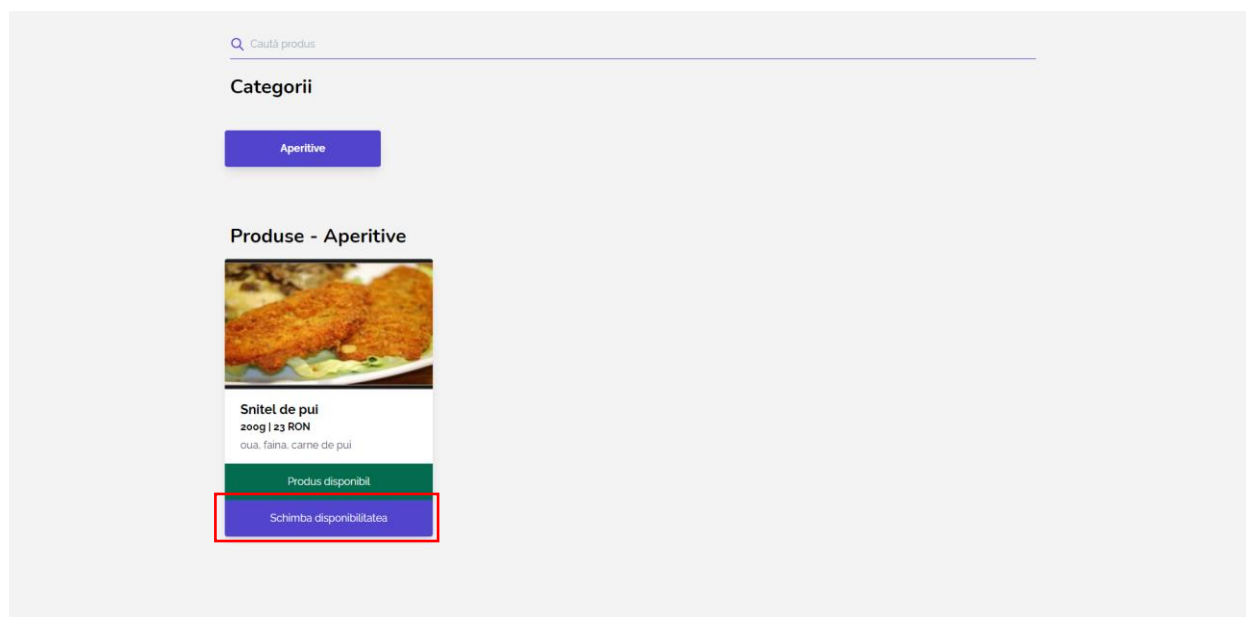 Caută produs
Categorii
Aperitive
Produse - Aperitive
Snitel de pui
200g | 23 RON
oua, faina, carne de pui
Produs disponibil
Schimba disponibilitatea